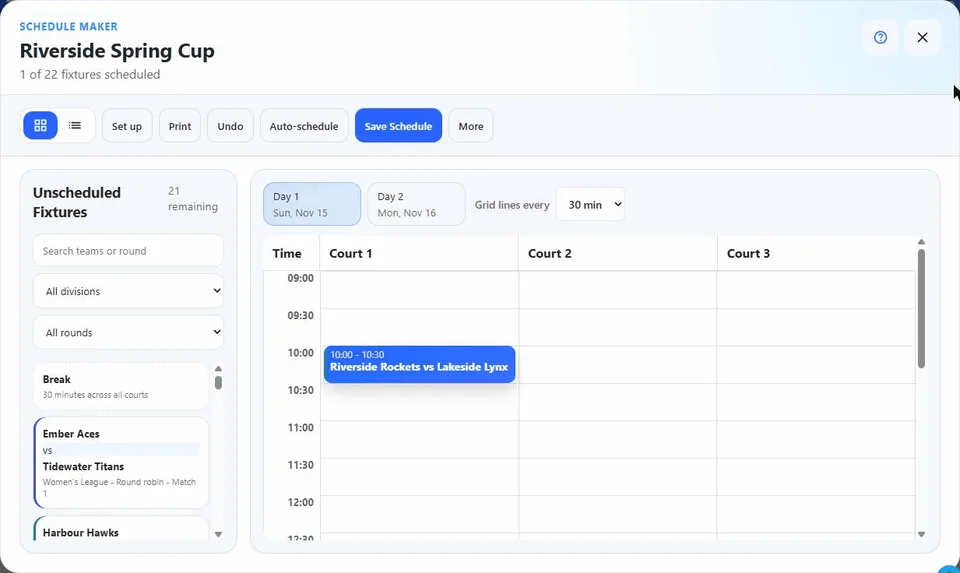 SCHEDULE MAKER
Riverside Spring Cup
1 of 22 fixtures scheduled
Set up
Print
Undo
Auto-schedule
Save Schedule
More
Unscheduled
Fixtures
21
remaining
Search teams or round
All divisions
All rounds
Break
30 minutes across all courts
Ember Aces
vs
Tidewater Titans
Women's League - Round robin - Match
1
Harbour Hawks
Day 1
Sun, Nov 15
Day 2
Mon, Nov 16
Grid lines every
30 min
Time
Court 1
Court 2
Court 3
09:00
09:30
10:00
10:00 - 10:30
Riverside Rockets vs Lakeside Lynx
10:30
11:00
11:30
12:00
12:30